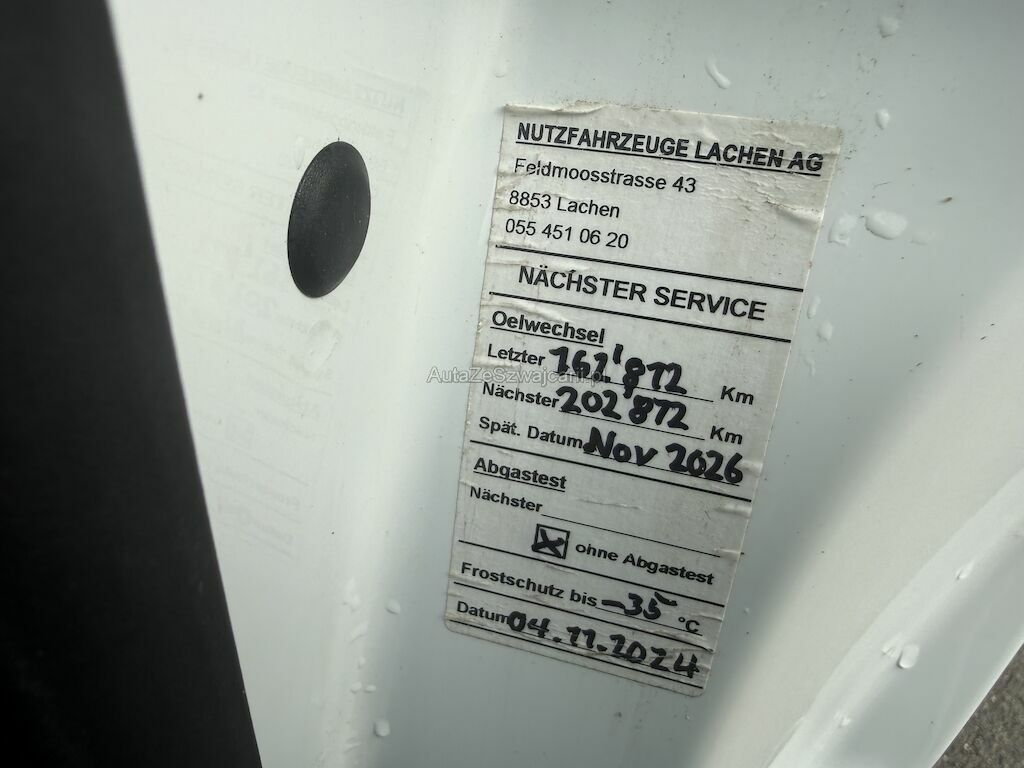 NUTZFAHRZEUGE LACHEN AG
Feldmoosstrasse 43
8853 Lachen
055 451 06 20
NÄCHSTER SERVICE
Oelwechsel
Letzter 162'872 Km
AutaZeSzwajcarii.pl
Nächster 202'872 Km
Spät. Datum Nov 2026
Abgastest
Nächster
ohne Abgastest
Frostschutz bis -35 °C
Datum 04.11.2024